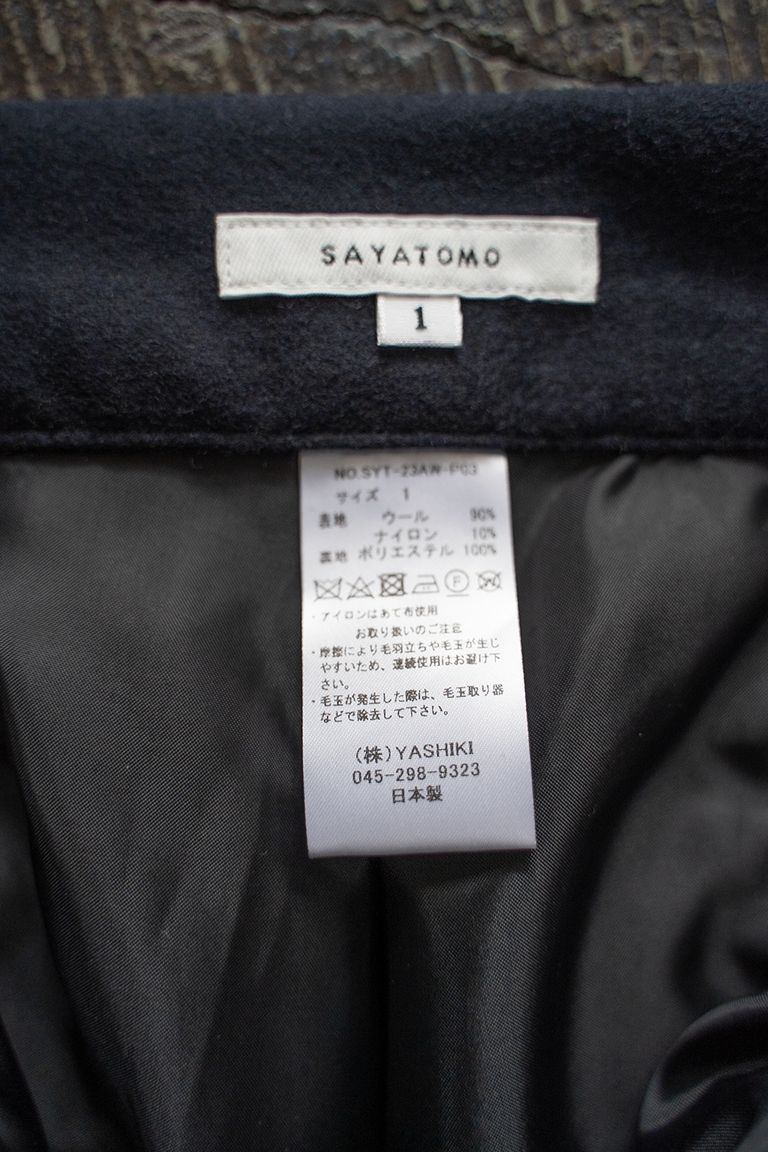 SAYATOMO
1
NO.SYT-23AW-P03
サイズ 1
表地 ウール 90%
ナイロン 10%
裏地 ポリエステル 100%
F
・アイロンはあて布使用
お取り扱いのご注意
・摩擦により毛羽立ちや毛玉が生じ
やすいため、連続使用はお避け下
さい。
・毛玉が発生した際は、毛玉取り器
などで除去して下さい。
(株)YASHIKI
045-298-9323
日本製